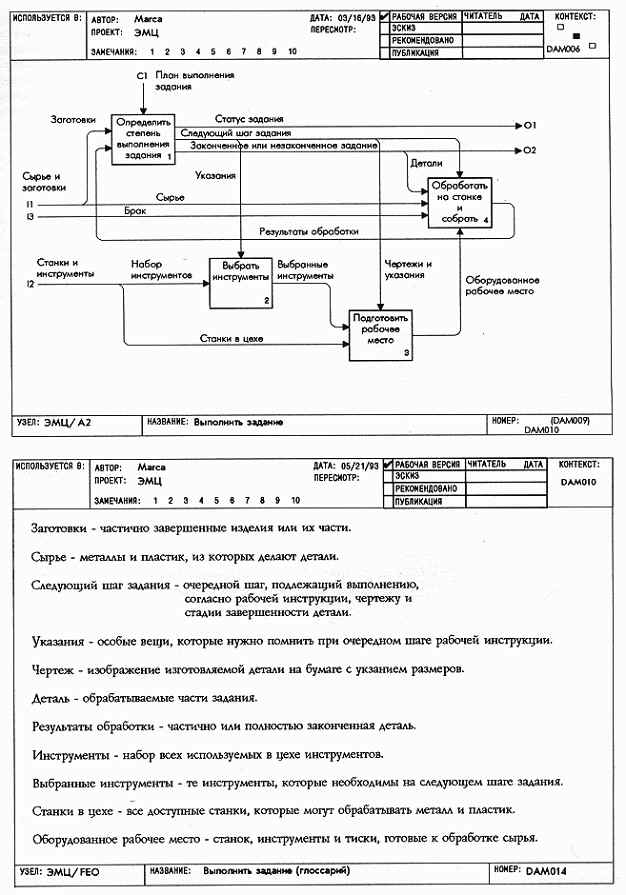 ИСПОЛЬЗУЕТСЯ В:
АВТОР: Marca
ДАТА: 03/16/93
РАБОЧАЯ ВЕРСИЯ
ЧИТАТЕЛЬ ДАТА
КОНТЕКСТ:
ПРОЕКТ: ЭМЦ
ПЕРЕСМОТР:
ЭСКИЗ
РЕКОМЕНДОВАНО
DAM006
ЗАМЕЧАНИЯ: 1 2 3 4 5 6 7 8 9 10
ПУБЛИКАЦИЯ
C1 План выполнения
задания
Заготовки
Определить
степень
выполнения
задания 1
Статус задания
O1
Следующий шаг задания
Законченное или незаконченное задание
O2
Детали
Указания
Сырье и
заготовки
I1
Сырье
I3
Брак
Обработать
на станке
и
собрать 4
Результаты обработки
Станки и
инструменты
I2
Набор
инструментов
Выбрать
инструменты
2
Выбранные
инструменты
Чертежи и
указания
Оборудованное
рабочее место
Станки в цехе
Подготовить
рабочее
место
3
УЗЕЛ: ЭМЦ/ А2
НАЗВАНИЕ: Выполнить задание
НОМЕР: (DAM009)
DAM010
ИСПОЛЬЗУЕТСЯ В:
АВТОР: Marca
ДАТА: 05/21/93
РАБОЧАЯ ВЕРСИЯ
ЧИТАТЕЛЬ ДАТА
КОНТЕКСТ:
ПРОЕКТ: ЭМЦ
ПЕРЕСМОТР:
ЭСКИЗ
РЕКОМЕНДОВАНО
DAM010
ЗАМЕЧАНИЯ: 1 2 3 4 5 6 7 8 9 10
ПУБЛИКАЦИЯ
Заготовки - частично завершенные изделия или их части.
Сырье - металлы и пластик, из которых делают детали.
Следующий шаг задания - очередной шаг, подлежащий выполнению,
согласно рабочей инструкции, чертежу и
стадии завершенности детали.
Указания - особые вещи, которые нужно помнить при очередном шаге рабочей инструкции.
Чертеж - изображение изготовляемой детали на бумаге с укзанием размеров.
Деталь - обрабатываемые части задания.
Результаты обработки - частично или полностью законченная деталь.
Инструменты - набор всех используемых в цехе инструментов.
Выбранные инструменты - те инструменты, которые необходимы на следующем шаге задания.
Станки в цехе - все доступные станки, которые могут обрабатывать металл и пластик.
Оборудованное рабочее место - станок, инструменты и тиски, готовые к обработке сырья.
УЗЕЛ: ЭМЦ/FEO
НАЗВАНИЕ: Выполнить задание (глоссарий)
НОМЕР: DAM014